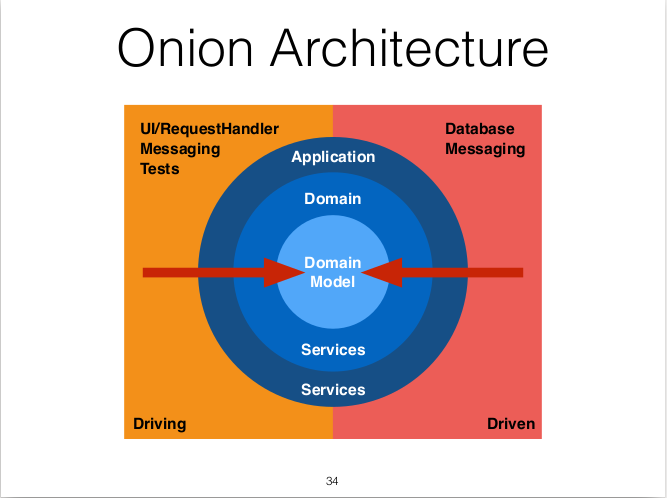 Onion Architecture
UI/RequestHandler
Messaging
Tests
Database
Messaging
Application
Domain
Domain
Model
Services
Services
Driving
Driven
34